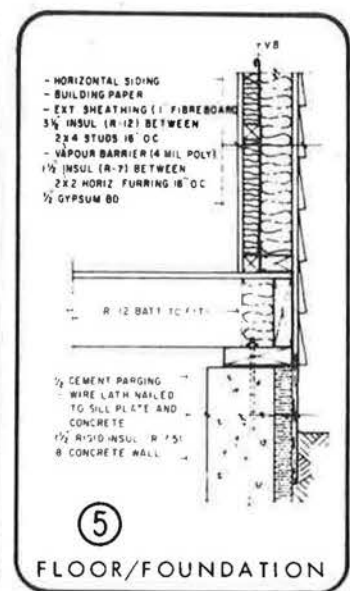 VB
- HORIZONTAL SIDING
- BUILDING PAPER
- EXT SHEATHING (1" FIBREBOARD
3½" INSUL (R-12) BETWEEN
2X4 STUDS 16" OC
- VAPOUR BARRIER (4 MIL POLY)
1½" INSUL (R-7) BETWEEN
2X2 HORIZ FURRING 16" OC
½" GYPSUM BD
R 12 BATT TO FIT
½" CEMENT PARGING
WIRE LATH NAILED
TO SILL PLATE AND
CONCRETE
1½" RIGID INSUL (R 7.5)
8" CONCRETE WALL
5
FLOOR/FOUNDATION